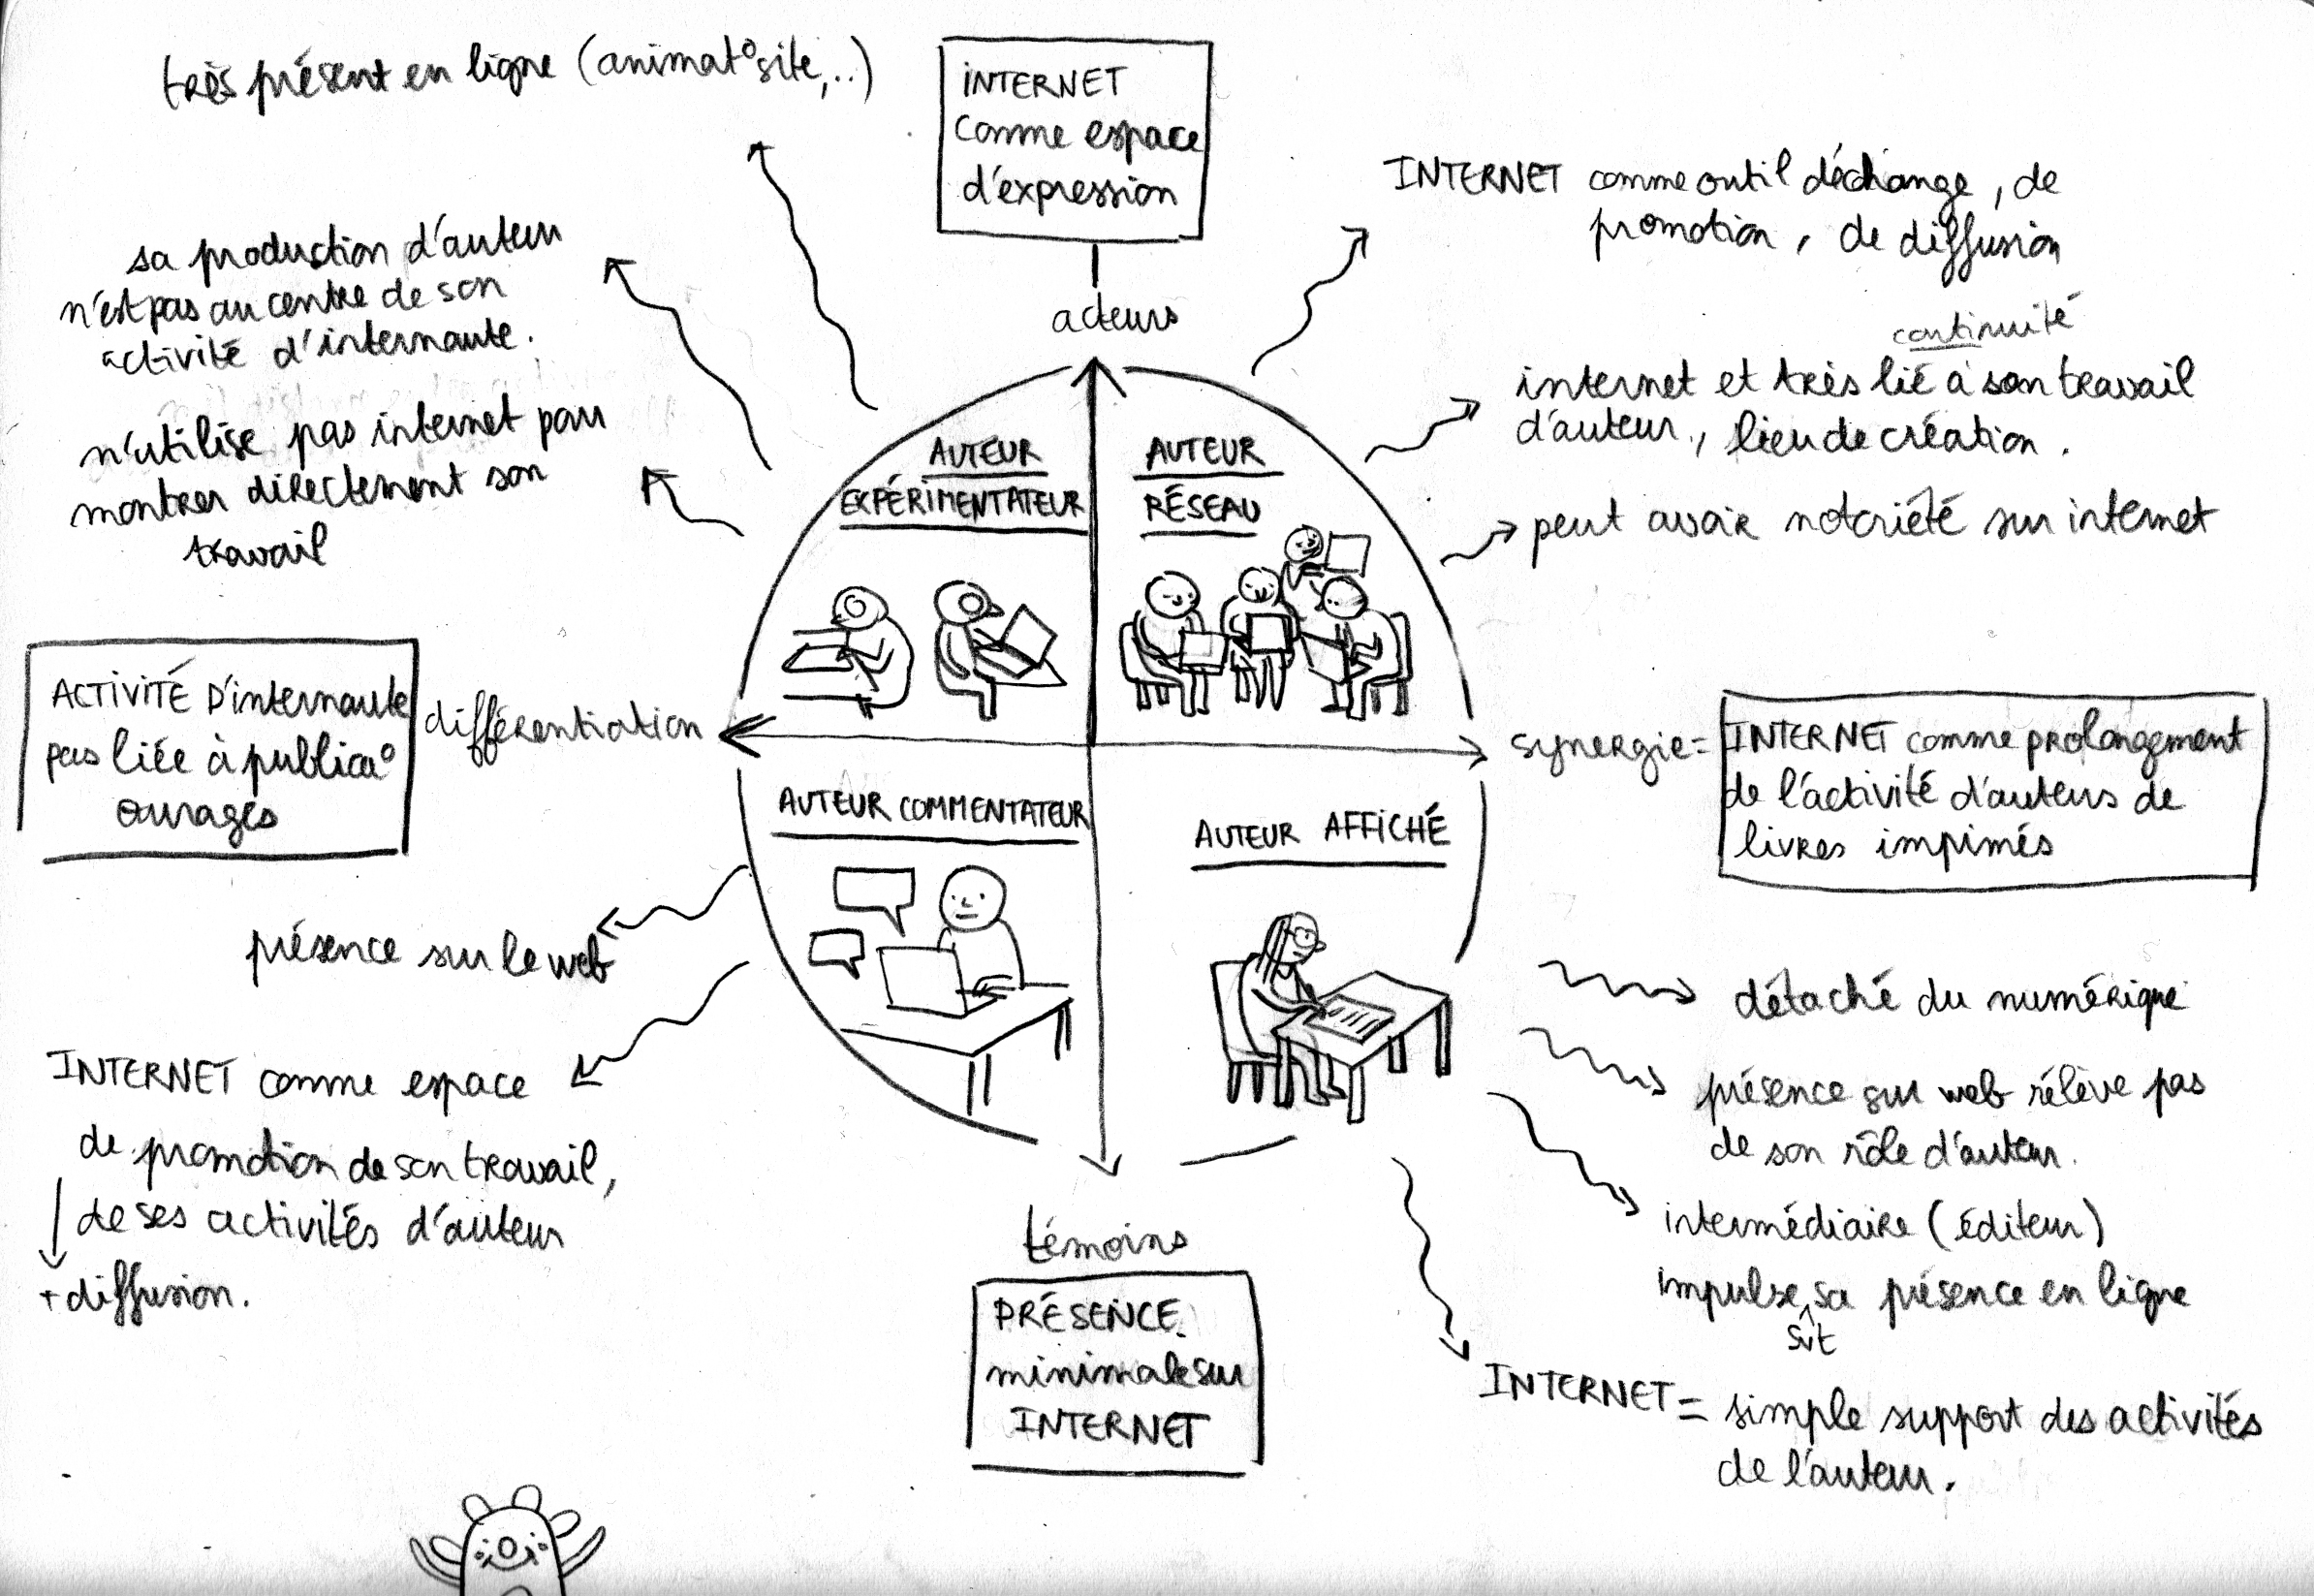 très présent en ligne (animat° site,..)
INTERNET
comme espace
d'expression
acteurs
INTERNET comme outil d'échange, de
promotion, de diffusion
sa production d'auteur
n'est pas au centre de son
activité d'internaute.
continuité
internet et très lié à son travail
d'auteur, lieu de création.
n'utilise pas internet pour
montrer directement son
travail
peut avoir notoriété sur internet
AUTEUR
EXPÉRIMENTATEUR
AUTEUR
RÉSEAU
ACTIVITÉ D'internaute
pas liée à publica°
ouvrages
différentiation
synergie =
INTERNET comme prolongement
de l'activité d'auteurs de
livres impimés
AUTEUR COMMENTATEUR
AUTEUR AFFICHÉ
présence sur le web
INTERNET comme espace
de promotion de son travail,
de ses activités d'auteur
+ diffusion.
détaché du numérique
présence sur web rélève pas
de son rôle d'auteur.
intermédiaire (éditeur)
impulse sa présence en ligne
svt
INTERNET = simple support des activités
de l'auteur.
témoins
PRÉSENCE
minimale sur
INTERNET